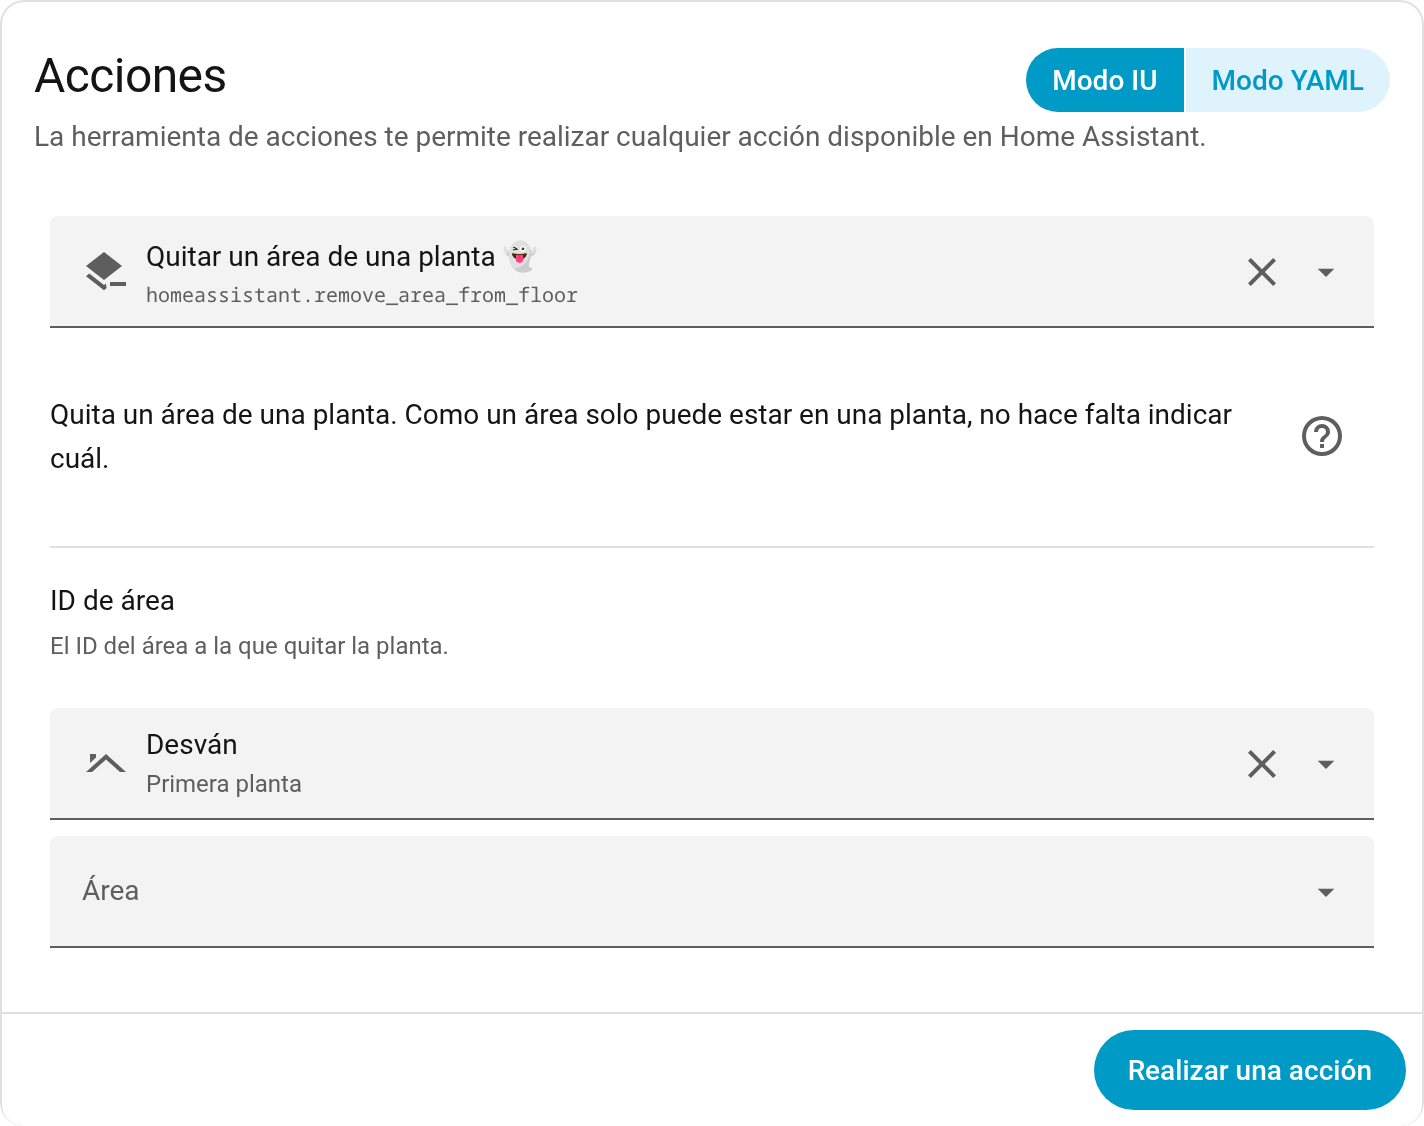 Acciones
Modo IU
Modo YAML
La herramienta de acciones te permite realizar cualquier acción disponible en Home Assistant.
Quitar un área de una planta 👻
homeassistant.remove_area_from_floor
Quita un área de una planta. Como un área solo puede estar en una planta, no hace falta indicar
cuál.
ID de área
El ID del área a la que quitar la planta.
Desván
Primera planta
Área
Realizar una acción